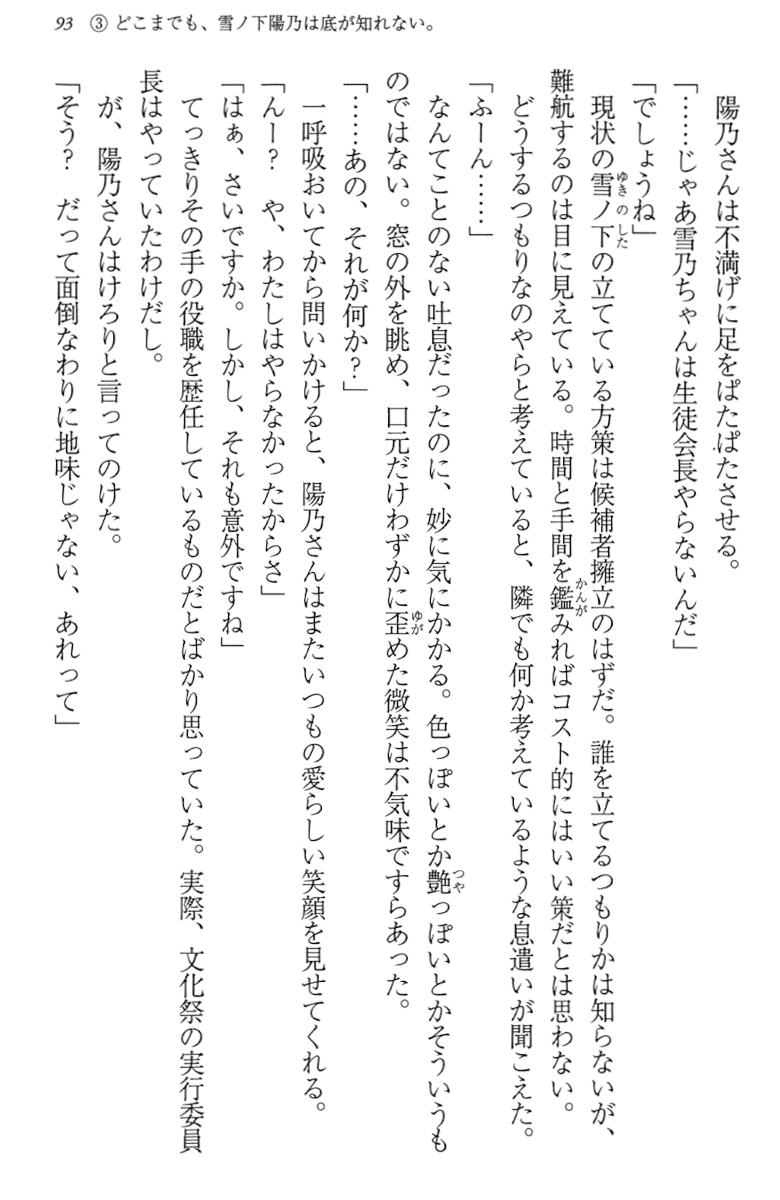 93　③ どこまでも、雪ノ下陽乃は底が知れない。
　陽乃さんは不満げに足をぱたぱたさせる。
「……じゃあ雪乃ちゃんは生徒会長やらないんだ」
「でしょうね」
　現状の雪ノ下の立てている方策は候補者擁立のはずだ。誰を立てるつもりかは知らないが、
難航するのは目に見えている。時間と手間を鑑みればコスト的にはいい策だとは思わない。
　どうするつもりなのやらと考えていると、隣でも何か考えているような息遣いが聞こえた。
「ふーん……」
　なんてことのない吐息だったのに、妙に気にかかる。色っぽいとか艶っぽいとかそういうも
のではない。窓の外を眺め、口元だけわずかに歪めた微笑は不気味ですらあった。
「……あの、それが何か？」
　一呼吸おいてから問いかけると、陽乃さんはまたいつもの愛らしい笑顔を見せてくれる。
「んー？　や、わたしはやらなかったからさ」
「はぁ、さいですか。しかし、それも意外ですね」
　てっきりその手の役職を歴任しているものだとばかり思っていた。実際、文化祭の実行委員
長はやっていたわけだし。
　が、陽乃さんはけろりと言ってのけた。
「そう？　だって面倒なわりに地味じゃない、あれって」